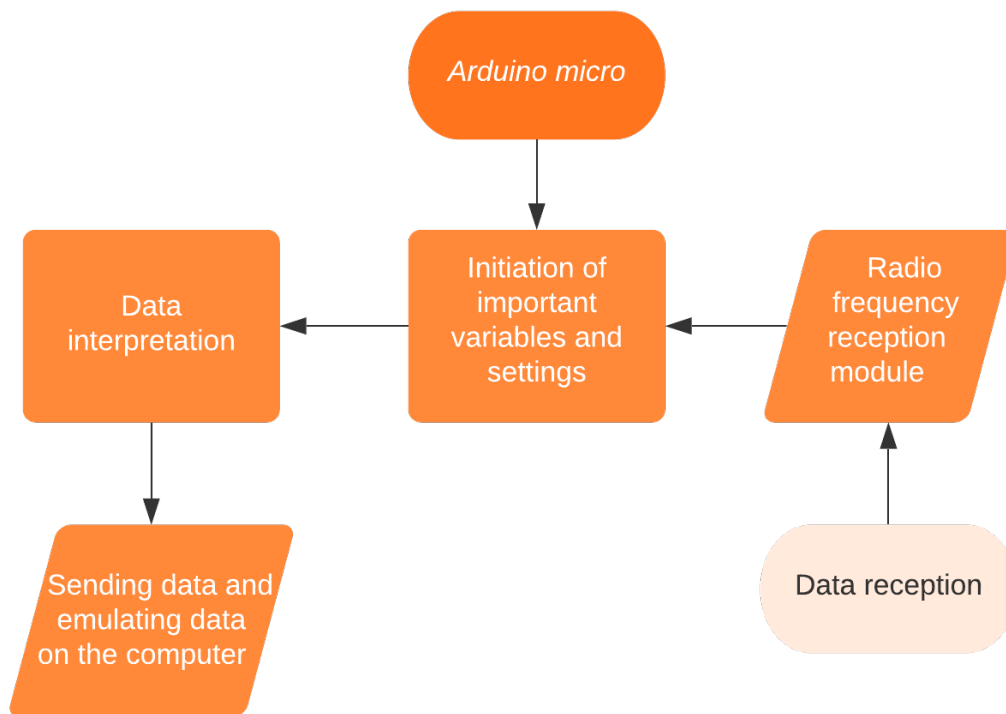 Arduino micro
Data
interpretation
Initiation of
important
variables and
settings
Radio
frequency
reception
module
Sending data and
emulating data
on the computer
Data reception